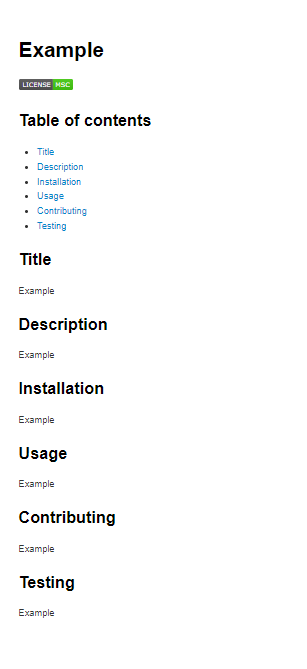 Example
LICENSE MSC
Table of contents
Title
Description
Installation
Usage
Contributing
Testing
Title
Example
Description
Example
Installation
Example
Usage
Example
Contributing
Example
Testing
Example